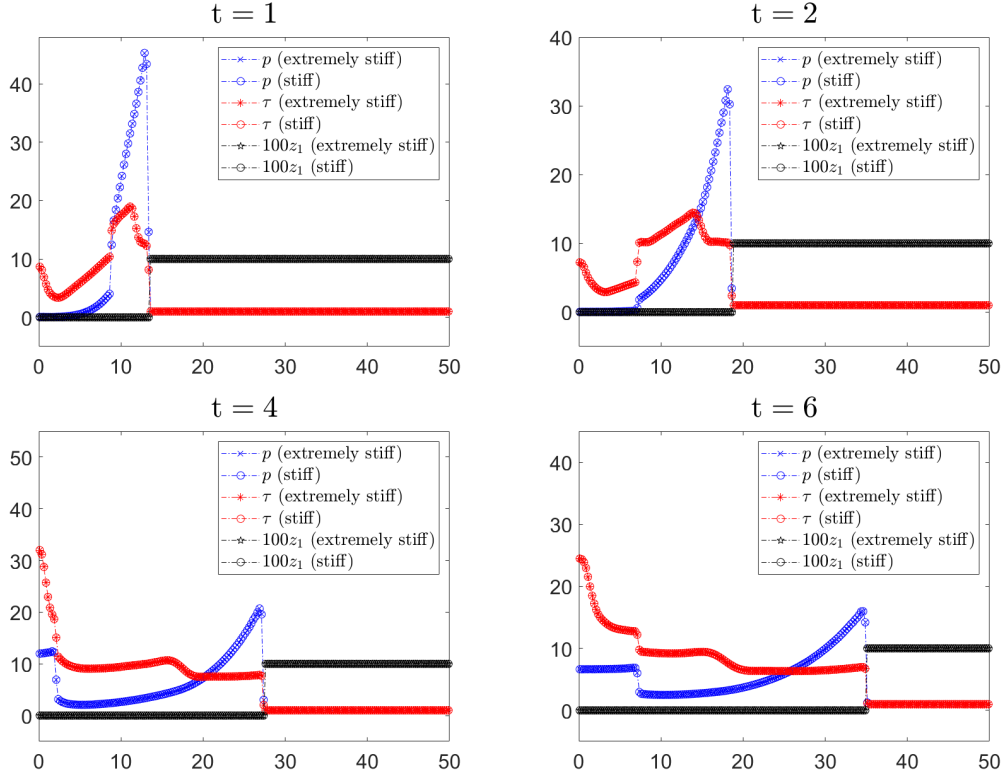 t = 1
40
30
20
10
0
0 10 20 30 40 50
p (extremely stiff)
p (stiff)
τ (extremely stiff)
τ (stiff)
100z₁ (extremely stiff)
100z₁ (stiff)
t = 2
40
30
20
10
0
0 10 20 30 40 50
p (extremely stiff)
p (stiff)
τ (extremely stiff)
τ (stiff)
100z₁ (extremely stiff)
100z₁ (stiff)
t = 4
50
40
30
20
10
0
0 10 20 30 40 50
p (extremely stiff)
p (stiff)
τ (extremely stiff)
τ (stiff)
100z₁ (extremely stiff)
100z₁ (stiff)
t = 6
40
30
20
10
0
0 10 20 30 40 50
p (extremely stiff)
p (stiff)
τ (extremely stiff)
τ (stiff)
100z₁ (extremely stiff)
100z₁ (stiff)